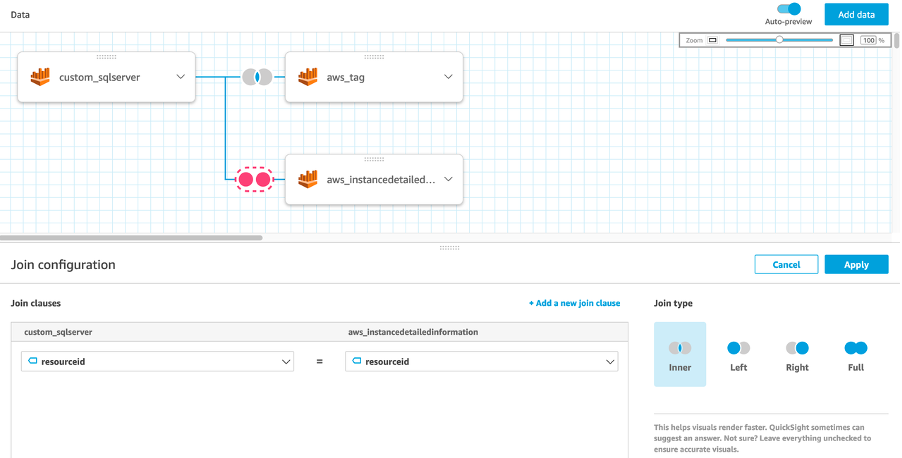 Data
Auto-preview
Add data
Zoom
100 %
custom_sqlserver
aws_tag
aws_instancedetailed...
Join configuration
Cancel
Apply
Join clauses
+ Add a new join clause
Join type
custom_sqlserver
aws_instancedetailedinformation
resourceid
=
resourceid
Inner
Left
Right
Full
This helps visuals render faster. QuickSight sometimes can
suggest an answer. Not sure? Leave everything unchecked to
ensure accurate visuals.